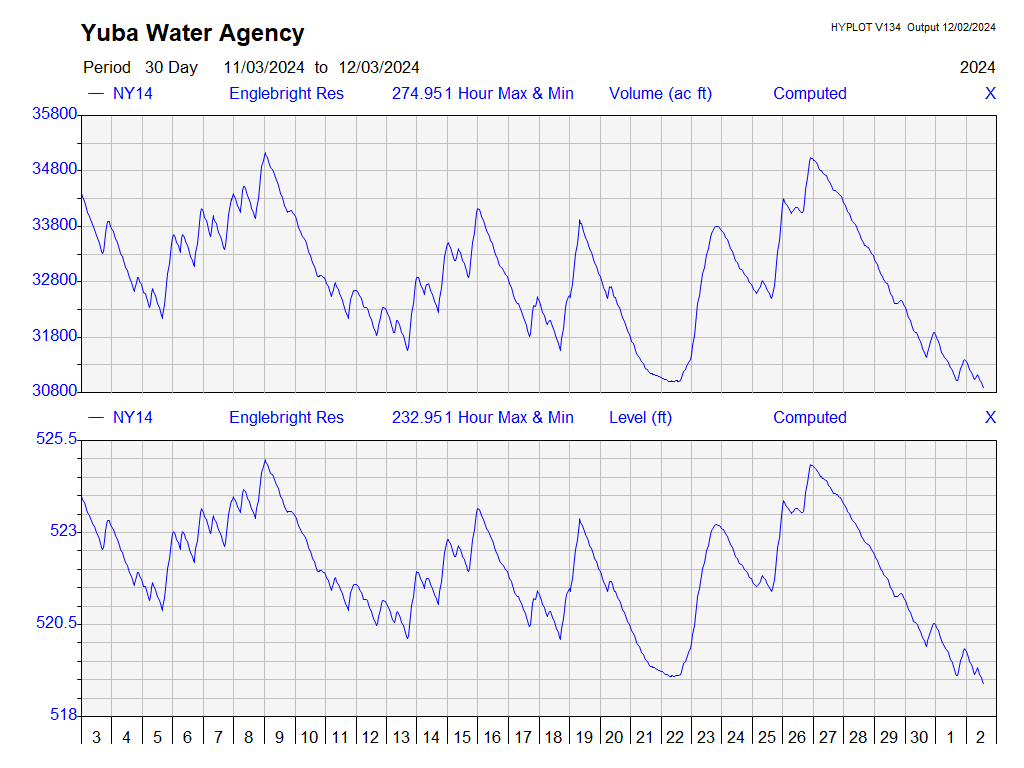 Yuba Water Agency
HYPLOT V134 Output 12/02/2024
Period 30 Day 11/03/2024 to 12/03/2024 2024
NY14 Englebright Res 274.951 Hour Max & Min Volume (ac ft) Computed X
35800
34800
33800
32800
31800
30800
NY14 Englebright Res 232.951 Hour Max & Min Level (ft) Computed X
525.5
523
520.5
518
3 4 5 6 7 8 9 10 11 12 13 14 15 16 17 18 19 20 21 22 23 24 25 26 27 28 29 30 1 2